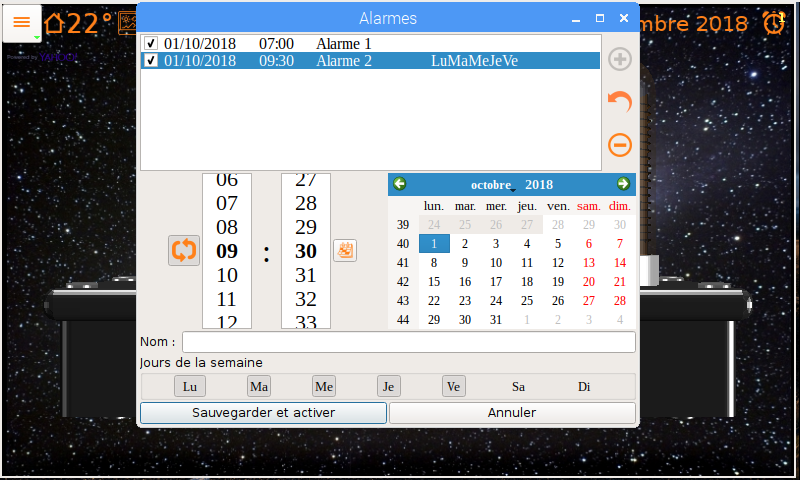 Alarmes
22°
mbre 2018
1
Powered by YAHOO!
01/10/2018 07:00 Alarme 1
01/10/2018 09:30 Alarme 2 LuMaMeJeVe
06 27
07 28
08 29
09 : 30
10 31
11 32
12 33
octobre 2018
lun. mar. mer. jeu. ven. sam. dim.
39 24 25 26 27 28 29 30
40 1 2 3 4 5 6 7
41 8 9 10 11 12 13 14
42 15 16 17 18 19 20 21
43 22 23 24 25 26 27 28
44 29 30 31 1 2 3 4
Nom :
Jours de la semaine
Lu Ma Me Je Ve Sa Di
Sauvegarder et activer Annuler